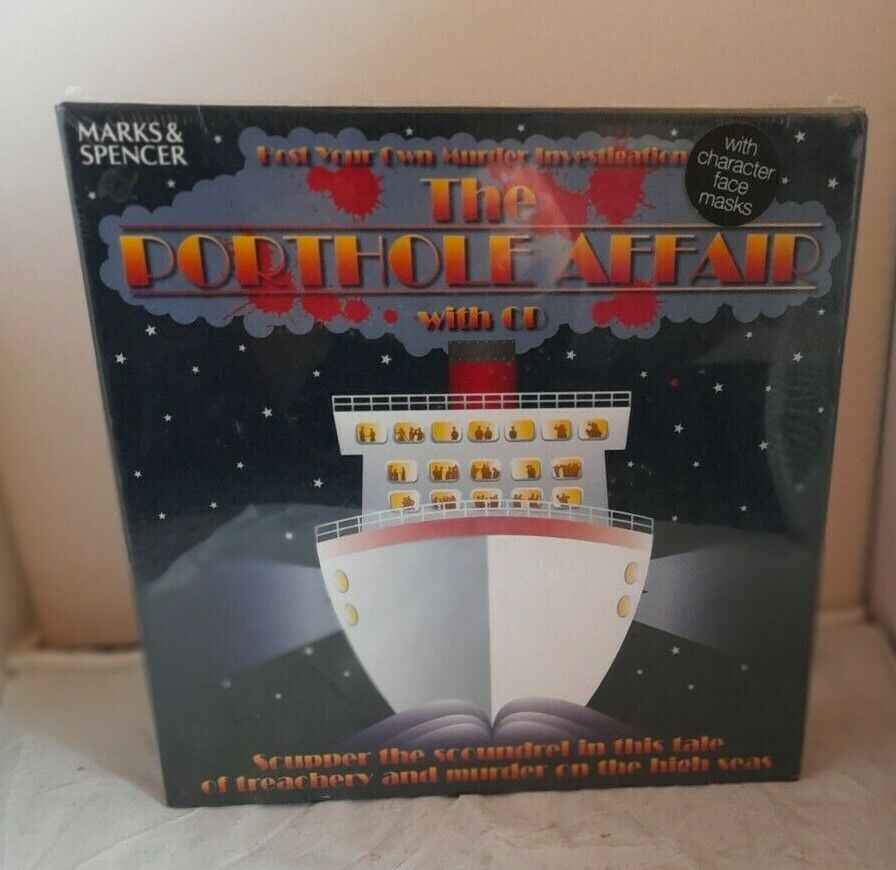 MARKS &
SPENCER
Host Your Own Murder Investigation
with
character
face
masks
The
PORTHOLE AFFAIR
with CD
Scupper the scoundrel in this tale
of treachery and murder on the high seas